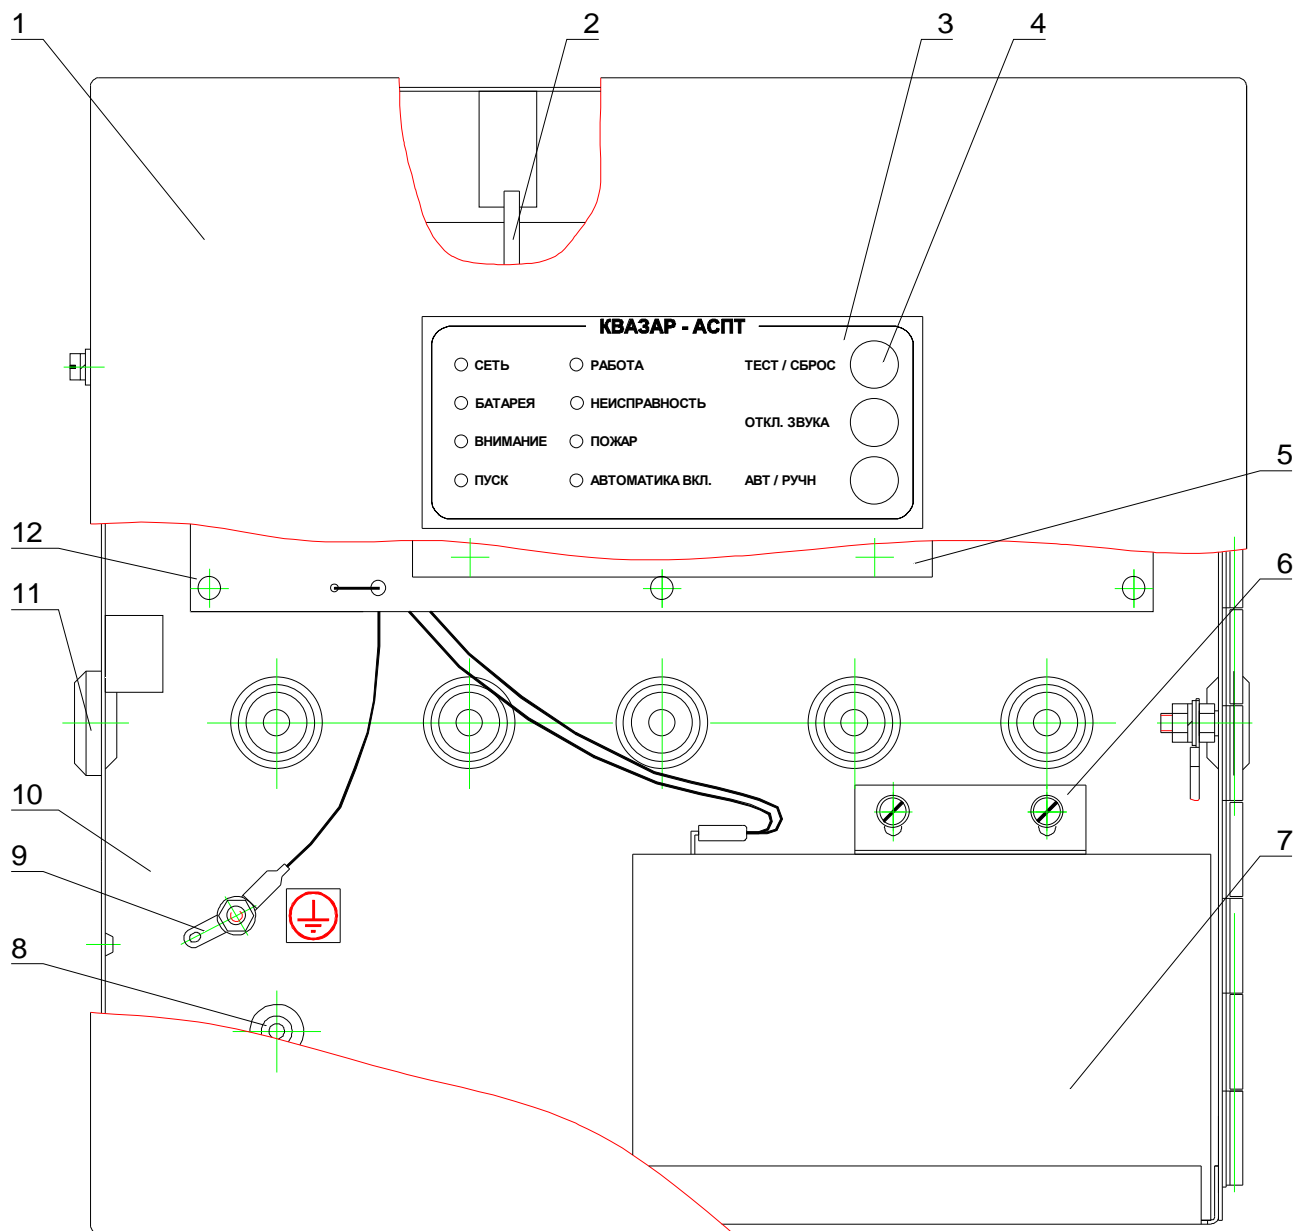 1 2 3 4
КВАЗАР - АСПТ
СЕТЬ РАБОТА ТЕСТ / СБРОС
БАТАРЕЯ НЕИСПРАВНОСТЬ
ОТКЛ. ЗВУКА
ВНИМАНИЕ ПОЖАР
ПУСК АВТОМАТИКА ВКЛ. АВТ / РУЧН
5
12
6
11
10
7
9
8